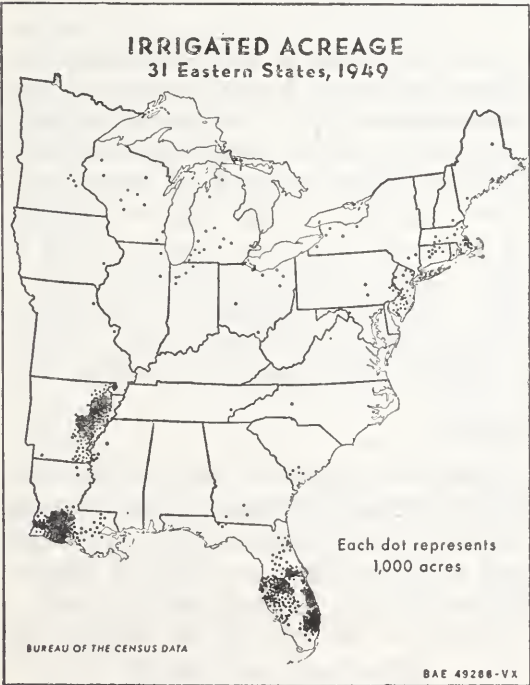 IRRIGATED ACREAGE
31 Eastern States, 1949
Each dot represents
1,000 acres
BUREAU OF THE CENSUS DATA
BAE 49286-VX